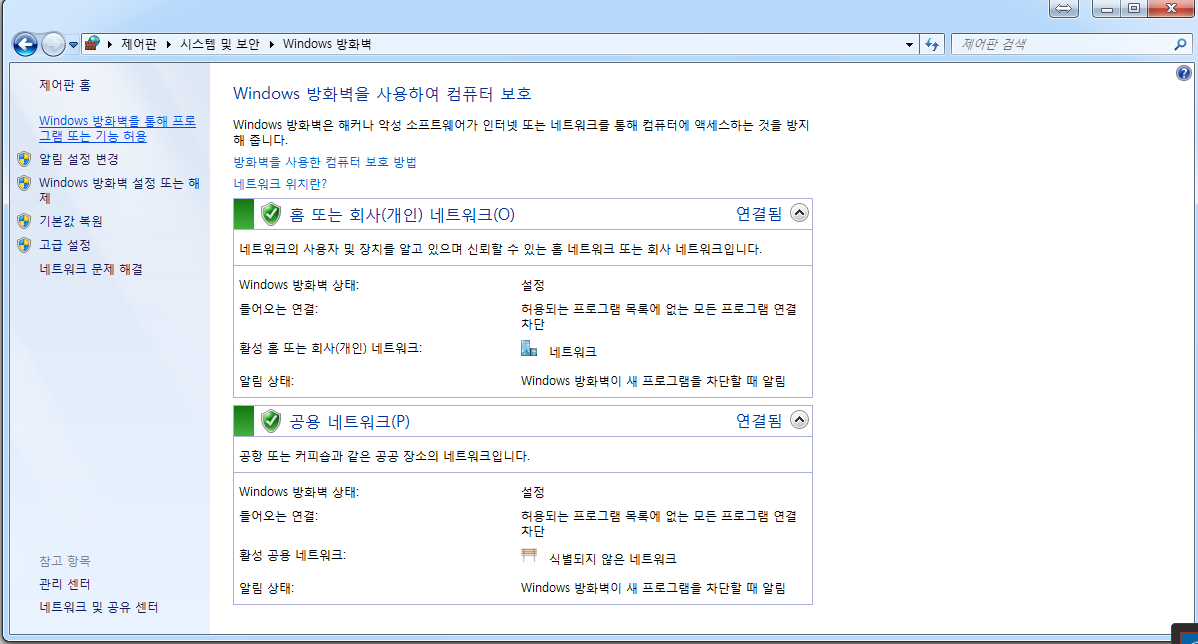 제어판 ▸ 시스템 및 보안 ▸ Windows 방화벽
제어판 검색
제어판 홈
Windows 방화벽을 통해 프로
그램 또는 기능 허용
알림 설정 변경
Windows 방화벽 설정 또는 해
제
기본값 복원
고급 설정
네트워크 문제 해결
참고 항목
관리 센터
네트워크 및 공유 센터
Windows 방화벽을 사용하여 컴퓨터 보호
Windows 방화벽은 해커나 악성 소프트웨어가 인터넷 또는 네트워크를 통해 컴퓨터에 액세스하는 것을 방지
해 줍니다.
방화벽을 사용한 컴퓨터 보호 방법
네트워크 위치란?
홈 또는 회사(개인) 네트워크(O) 연결됨
네트워크의 사용자 및 장치를 알고 있으며 신뢰할 수 있는 홈 네트워크 또는 회사 네트워크입니다.
Windows 방화벽 상태: 설정
들어오는 연결: 허용되는 프로그램 목록에 없는 모든 프로그램 연결
차단
활성 홈 또는 회사(개인) 네트워크: 네트워크
알림 상태: Windows 방화벽이 새 프로그램을 차단할 때 알림
공용 네트워크(P) 연결됨
공항 또는 커피숍과 같은 공공 장소의 네트워크입니다.
Windows 방화벽 상태: 설정
들어오는 연결: 허용되는 프로그램 목록에 없는 모든 프로그램 연결
차단
활성 공용 네트워크: 식별되지 않은 네트워크
알림 상태: Windows 방화벽이 새 프로그램을 차단할 때 알림